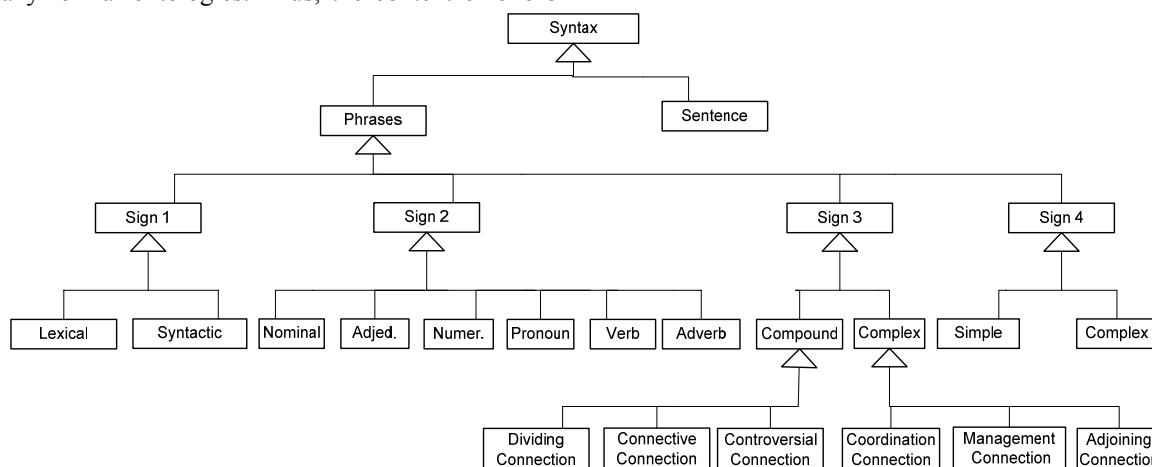 Syntax
Phrases
Sentence
Sign 1
Sign 2
Sign 3
Sign 4
Lexical
Syntactic
Nominal
Adjed.
Numer.
Pronoun
Verb
Adverb
Compound
Complex
Simple
Complex
Dividing
Connection
Connective
Connection
Controversial
Connection
Coordination
Connection
Management
Connection
Adjoining
Connection